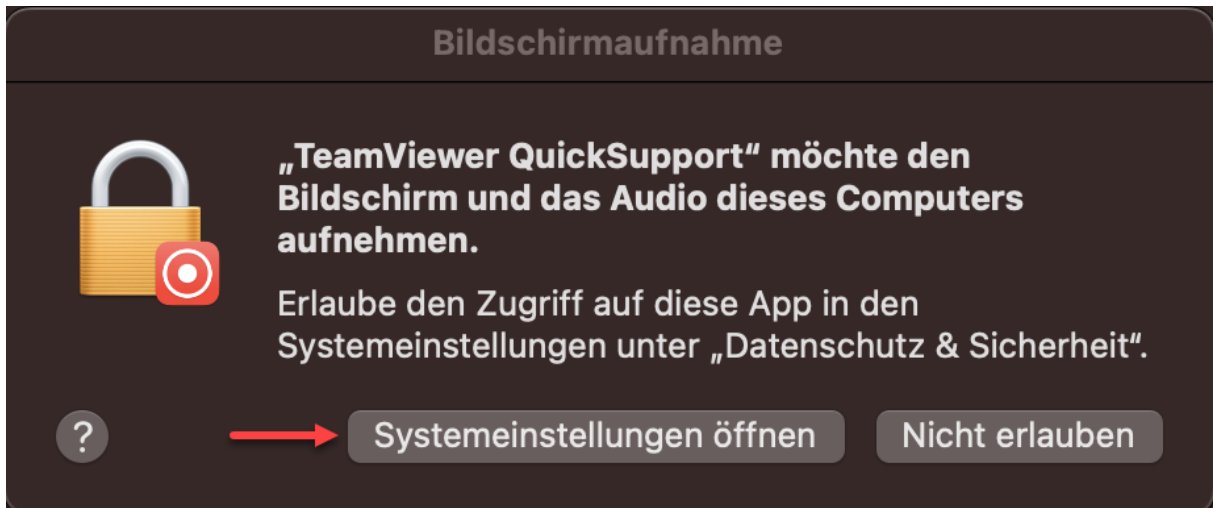 Bildschirmaufnahme
„TeamViewer QuickSupport“ möchte den
Bildschirm und das Audio dieses Computers
aufnehmen.
Erlaube den Zugriff auf diese App in den
Systemeinstellungen unter „Datenschutz & Sicherheit“.
? Systemeinstellungen öffnen Nicht erlauben